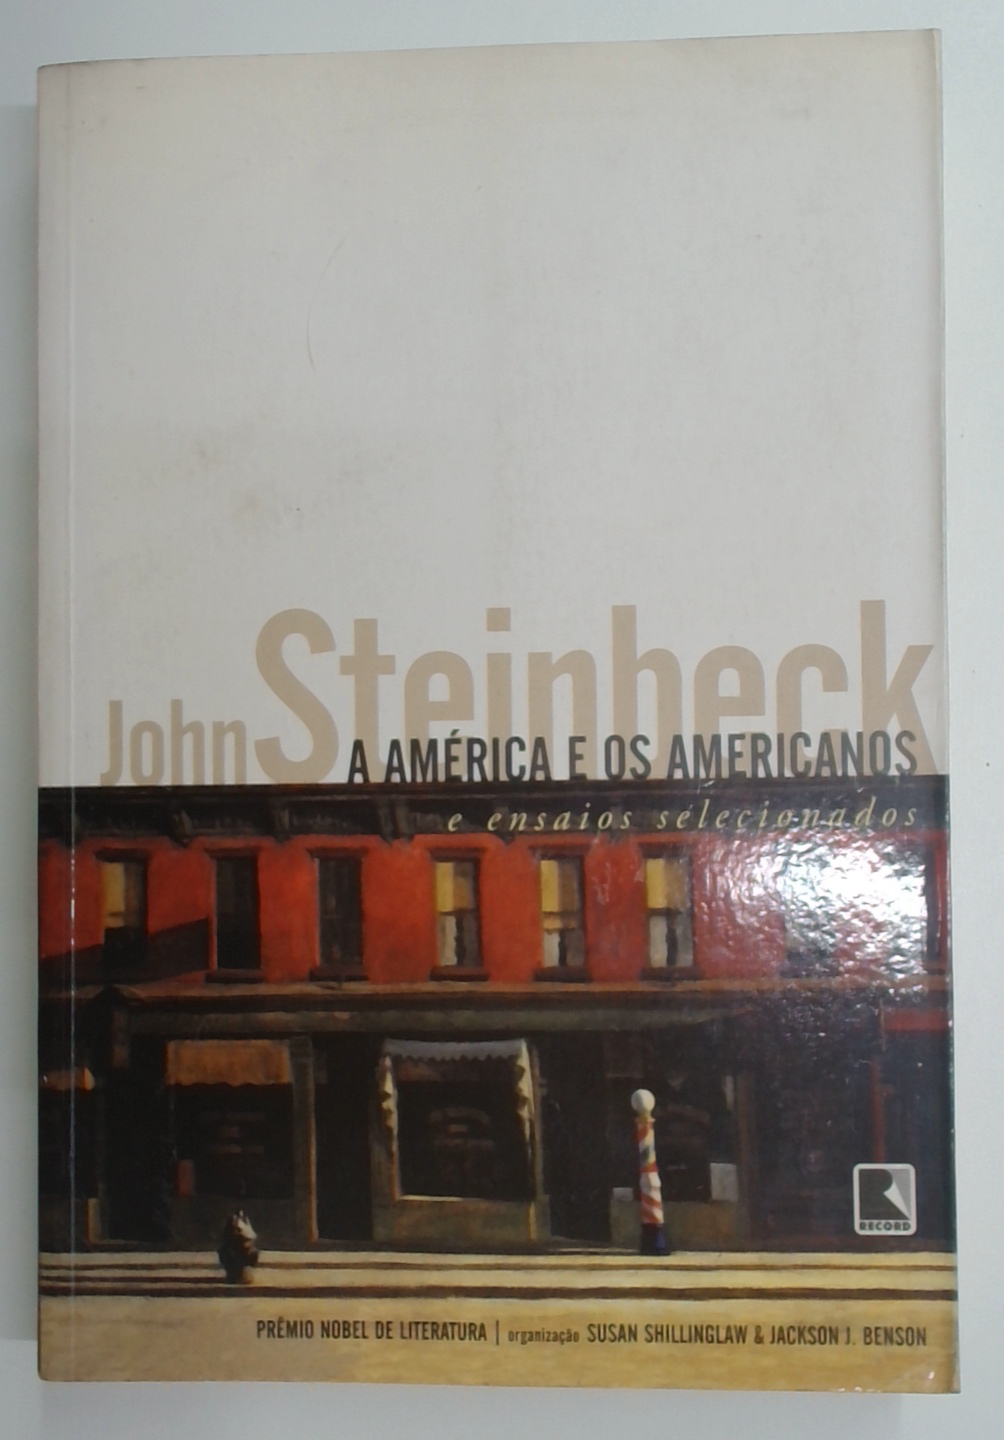 John Steinbeck
A AMÉRICA E OS AMERICANOS
e ensaios selecionados
RECORD
PRÊMIO NOBEL DE LITERATURA | organização SUSAN SHILLINGLAW & JACKSON J. BENSON